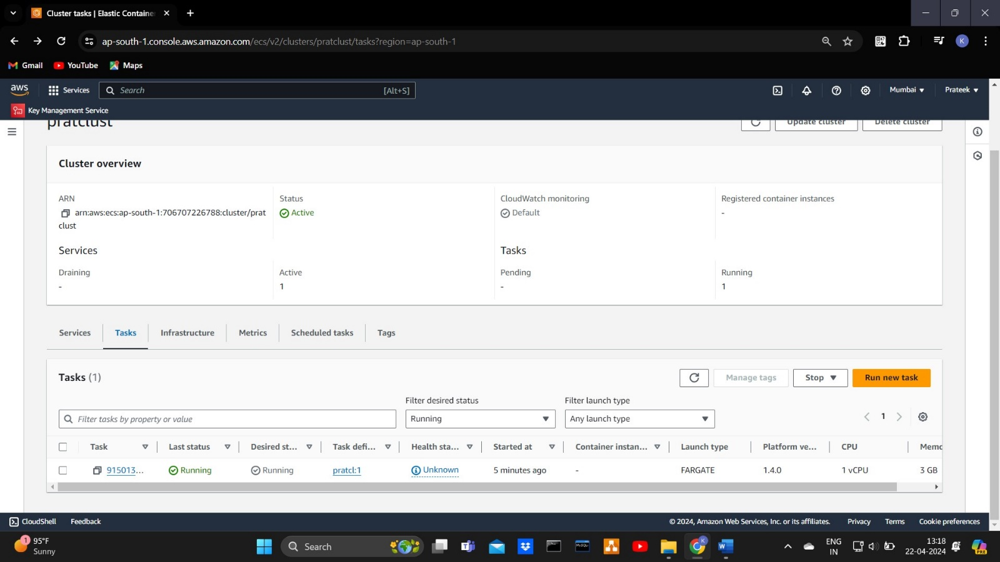 Cluster tasks | Elastic Containe
ap-south-1.console.aws.amazon.com/ecs/v2/clusters/pratclust/tasks?region=ap-south-1
K
Gmail YouTube Maps
aws Services Search [Alt+S] Mumbai Prateek
Key Management Service
pratclust Update cluster Delete cluster
Cluster overview
ARN Status CloudWatch monitoring Registered container instances
arn:aws:ecs:ap-south-1:706707226788:cluster/prat Active Default -
clust
Services Tasks
Draining Active Pending Running
- 1 - 1
Services Tasks Infrastructure Metrics Scheduled tasks Tags
Tasks (1) Manage tags Stop Run new task
Filter desired status Filter launch type
Filter tasks by property or value Running Any launch type 1
Task Last status Desired st... Task defi... Health sta... Started at Container instan... Launch type Platform ve... CPU Memo
915013... Running Running pratcl:1 Unknown 5 minutes ago - FARGATE 1.4.0 1 vCPU 3 GB
CloudShell Feedback © 2024, Amazon Web Services, Inc. or its affiliates. Privacy Terms Cookie preferences
1 95°F
Sunny
Search
K
ENG
IN
13:18
22-04-2024
PRE